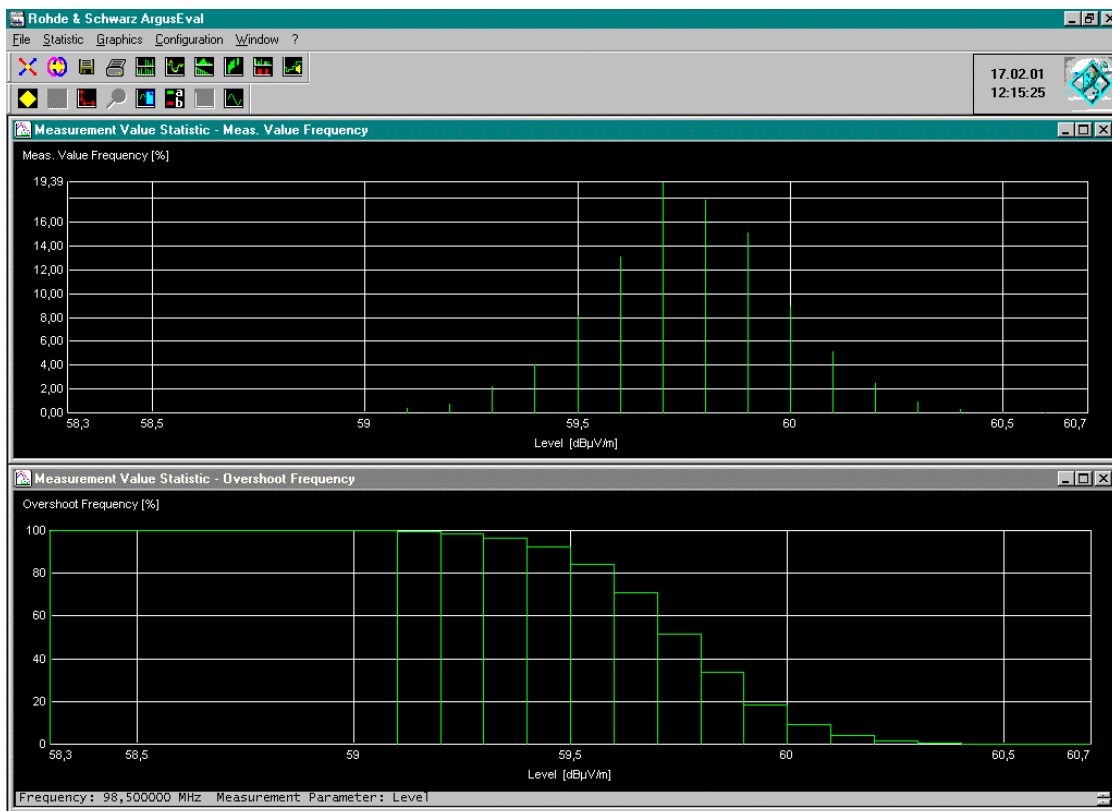 Rohde & Schwarz ArgusEval
File Statistic Graphics Configuration Window ?
17.02.01
12:15:25
Measurement Value Statistic - Meas. Value Frequency
Meas. Value Frequency [%]
19,39
16,00
14,00
12,00
10,00
8,00
6,00
4,00
2,00
0,00
58,3 58,5 59 59,5 60 60,5 60,7
Level [dBµV/m]
Measurement Value Statistic - Overshoot Frequency
Overshoot Frequency [%]
100
80
60
40
20
0
58,3 58,5 59 59,5 60 60,5 60,7
Level [dBµV/m]
Frequency: 98,500000 MHz Measurement Parameter: Level